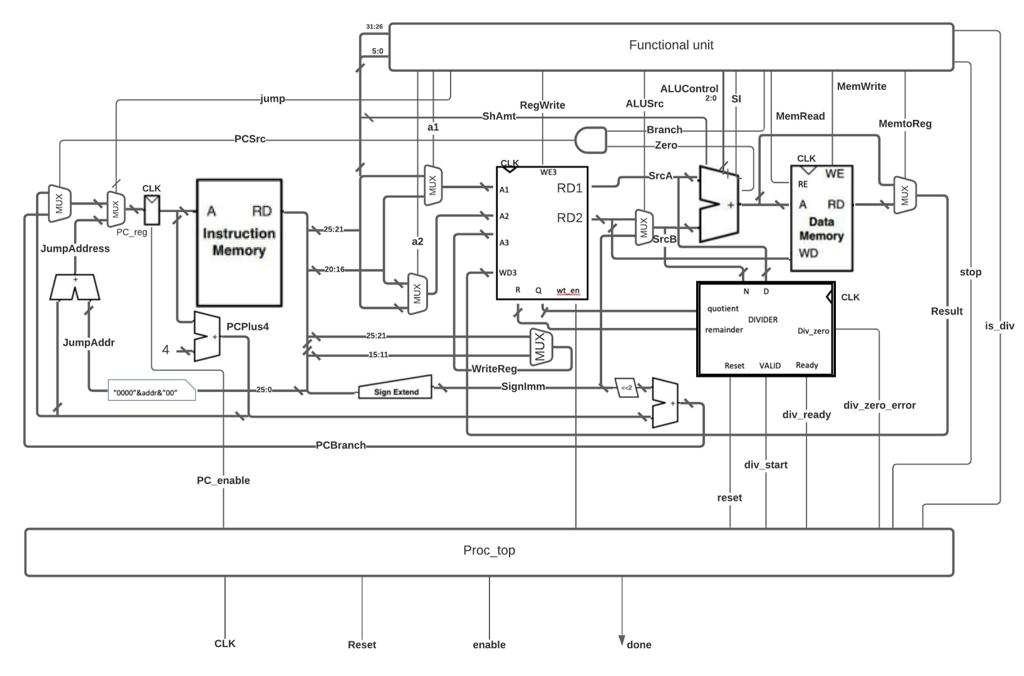 31:26
Functional unit
5:0
jump
RegWrite
ALUSrc
ALUControl
2:0
SI
MemWrite
MemRead
MemtoReg
ShAmt
a1
Branch
Zero
PCSrc
CLK
WE3
CLK
WE
MUX
MUX
CLK
PC_reg
A
RD
Instruction
Memory
MUX
A1
RD1
SrcA
+
RE
A
RD
Data
Memory
WD
MUX
A2
RD2
MUX
SrcB
25:21
A3
a2
JumpAddress
+
20:16
MUX
WD3
R
Q
wt_en
N
D
CLK
quotient
DIVIDER
remainder
Div_zero
Reset
VALID
Ready
stop
Result
is_div
PCPlus4
+
4
JumpAddr
25:21
15:11
MUX
WriteReg
"0000"&addr&"00"
25:0
Sign Extend
SignImm
<<2
+
div_zero_error
div_ready
PCBranch
div_start
PC_enable
reset
Proc_top
CLK
Reset
enable
done